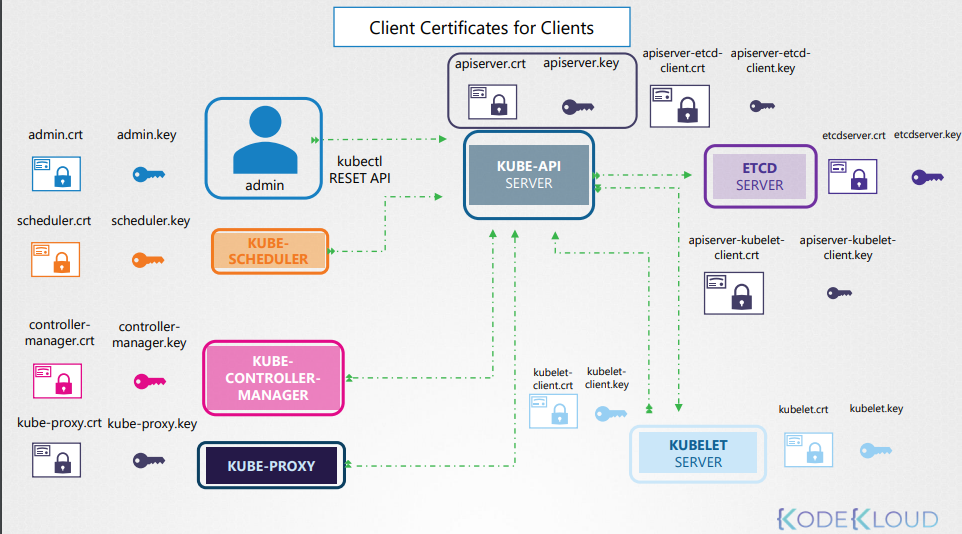 Client Certificates for Clients
apiserver.crt
apiserver.key
apiserver-etcd-
client.crt
apiserver-etcd-
client.key
admin.crt
admin.key
admin
kubectl
RESET API
KUBE-API
SERVER
ETCD
SERVER
etcdserver.crt
etcdserver.key
scheduler.crt
scheduler.key
KUBE-
SCHEDULER
apiserver-kubelet-
client.crt
apiserver-kubelet-
client.key
controller-
manager.crt
controller-
manager.key
KUBE-
CONTROLLER-
MANAGER
kubelet-
client.crt
kubelet-
client.key
kube-proxy.crt
kube-proxy.key
KUBE-PROXY
KUBELET
SERVER
kubelet.crt
kubelet.key
KODEKLOUD